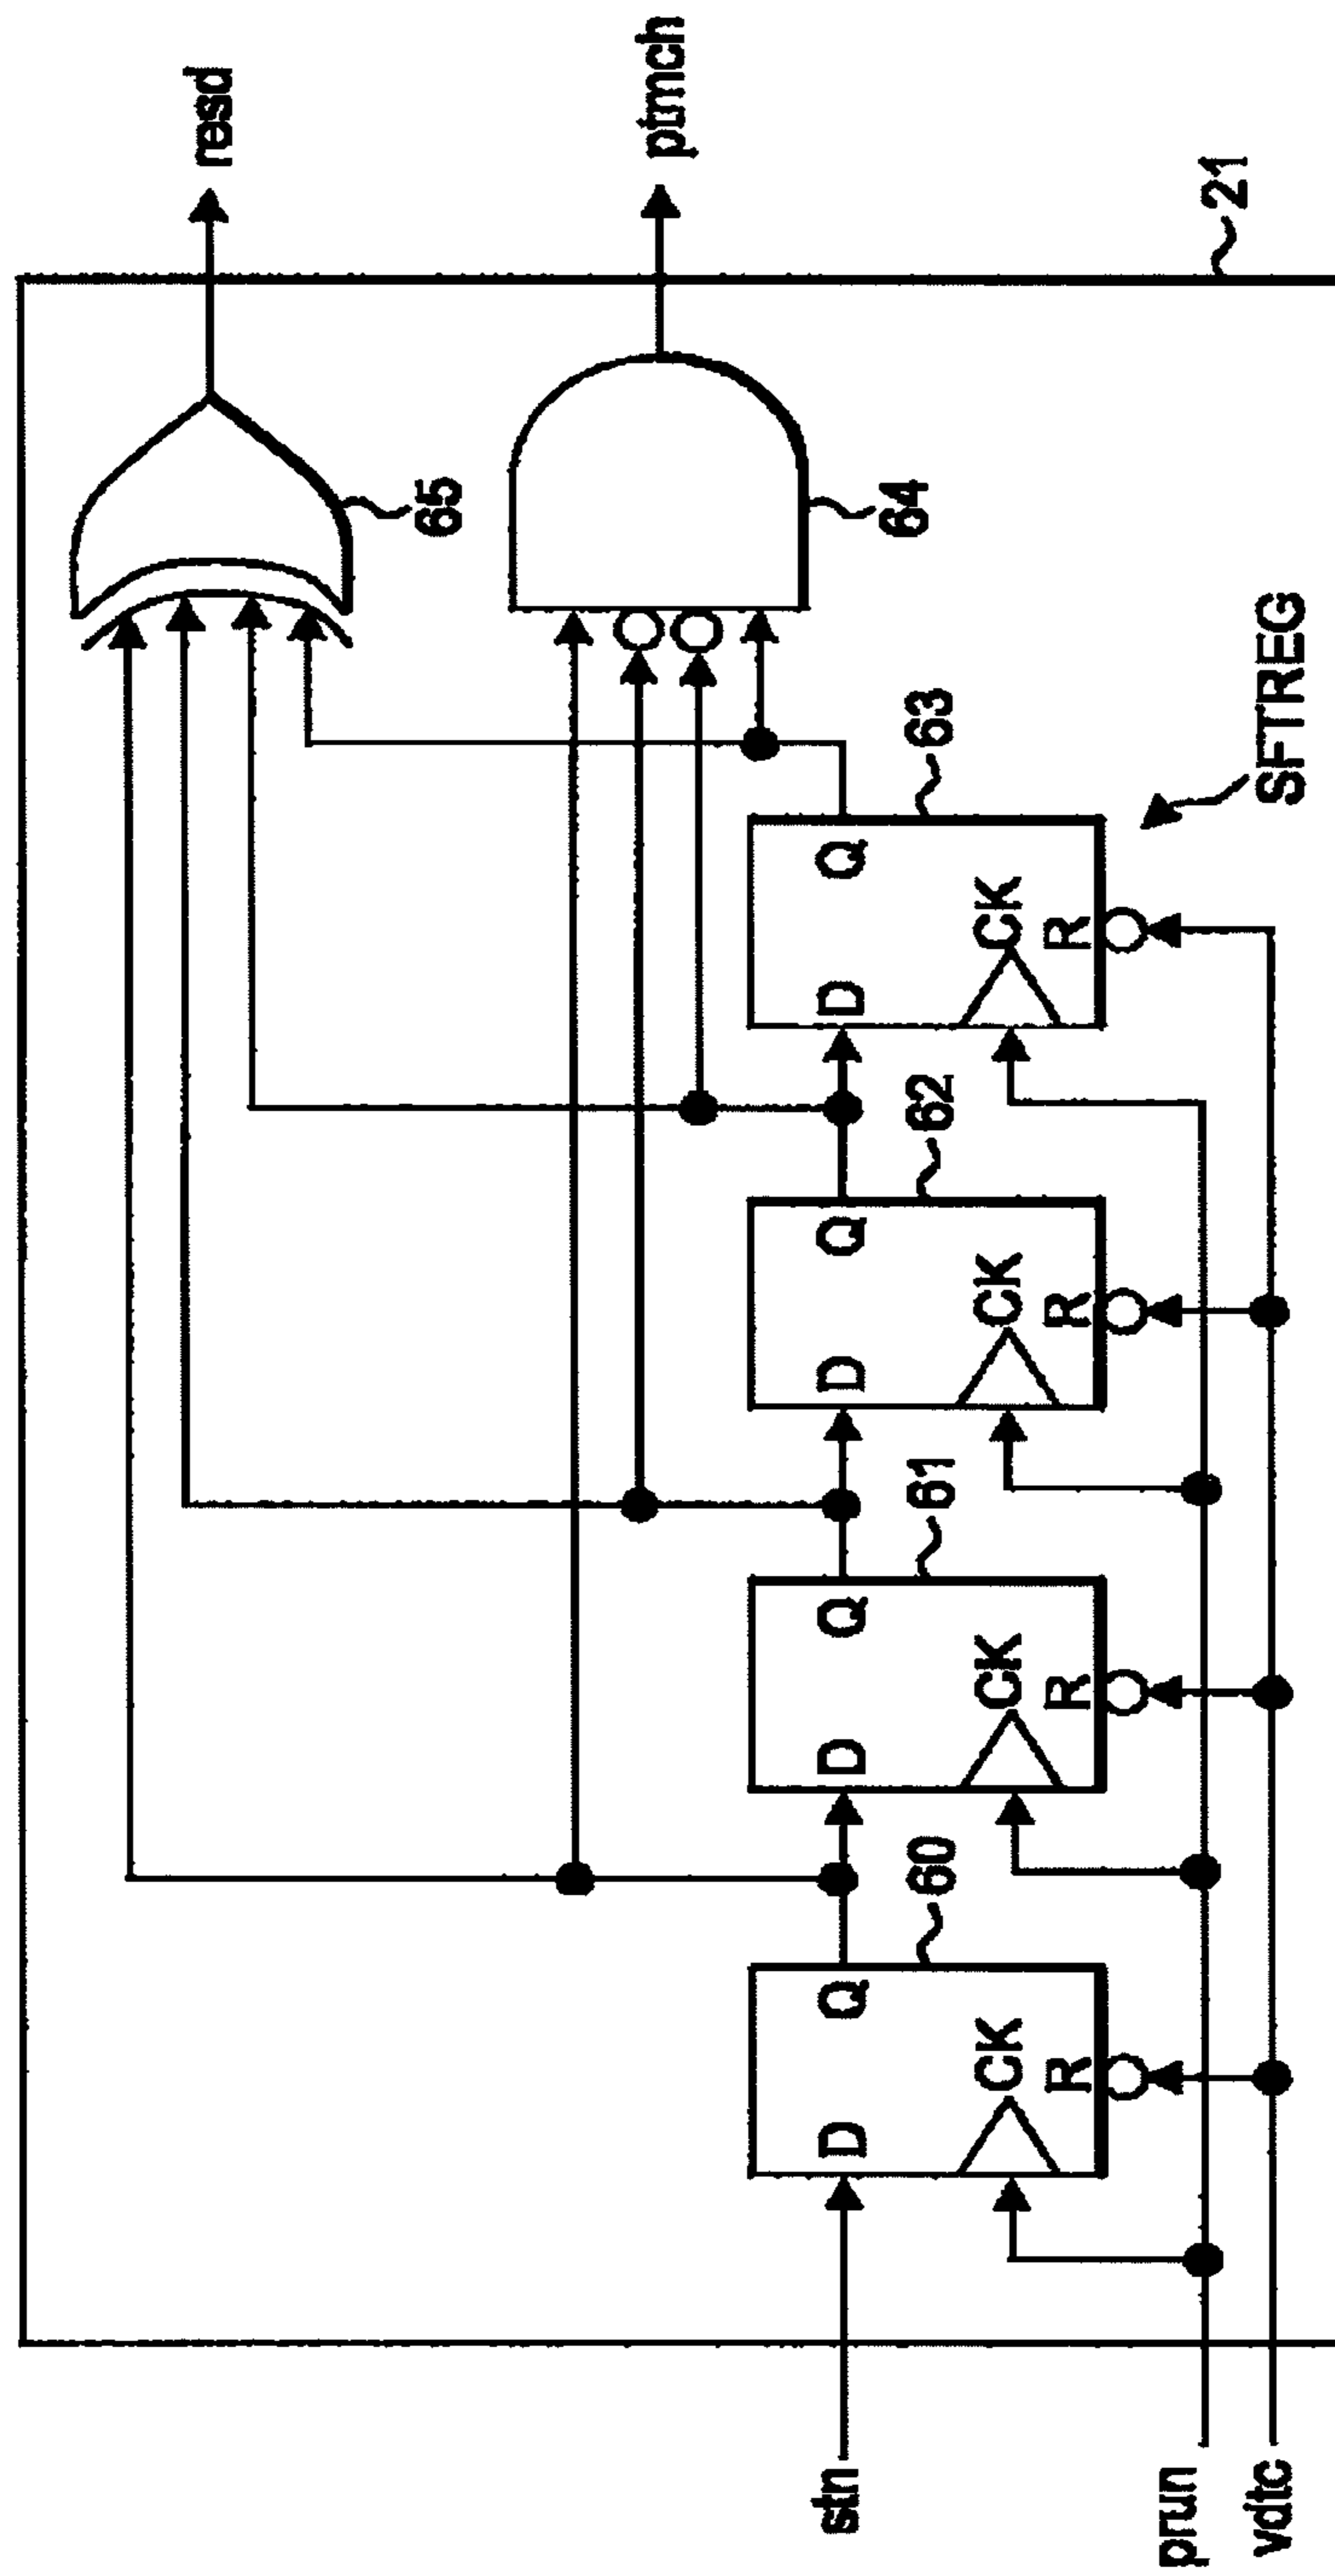 resd
ptmch
21
65
64
SFTREG
60
61
62
63
D Q
CK
R
D Q
CK
R
D Q
CK
R
D Q
CK
R
stn
prun
vdtc